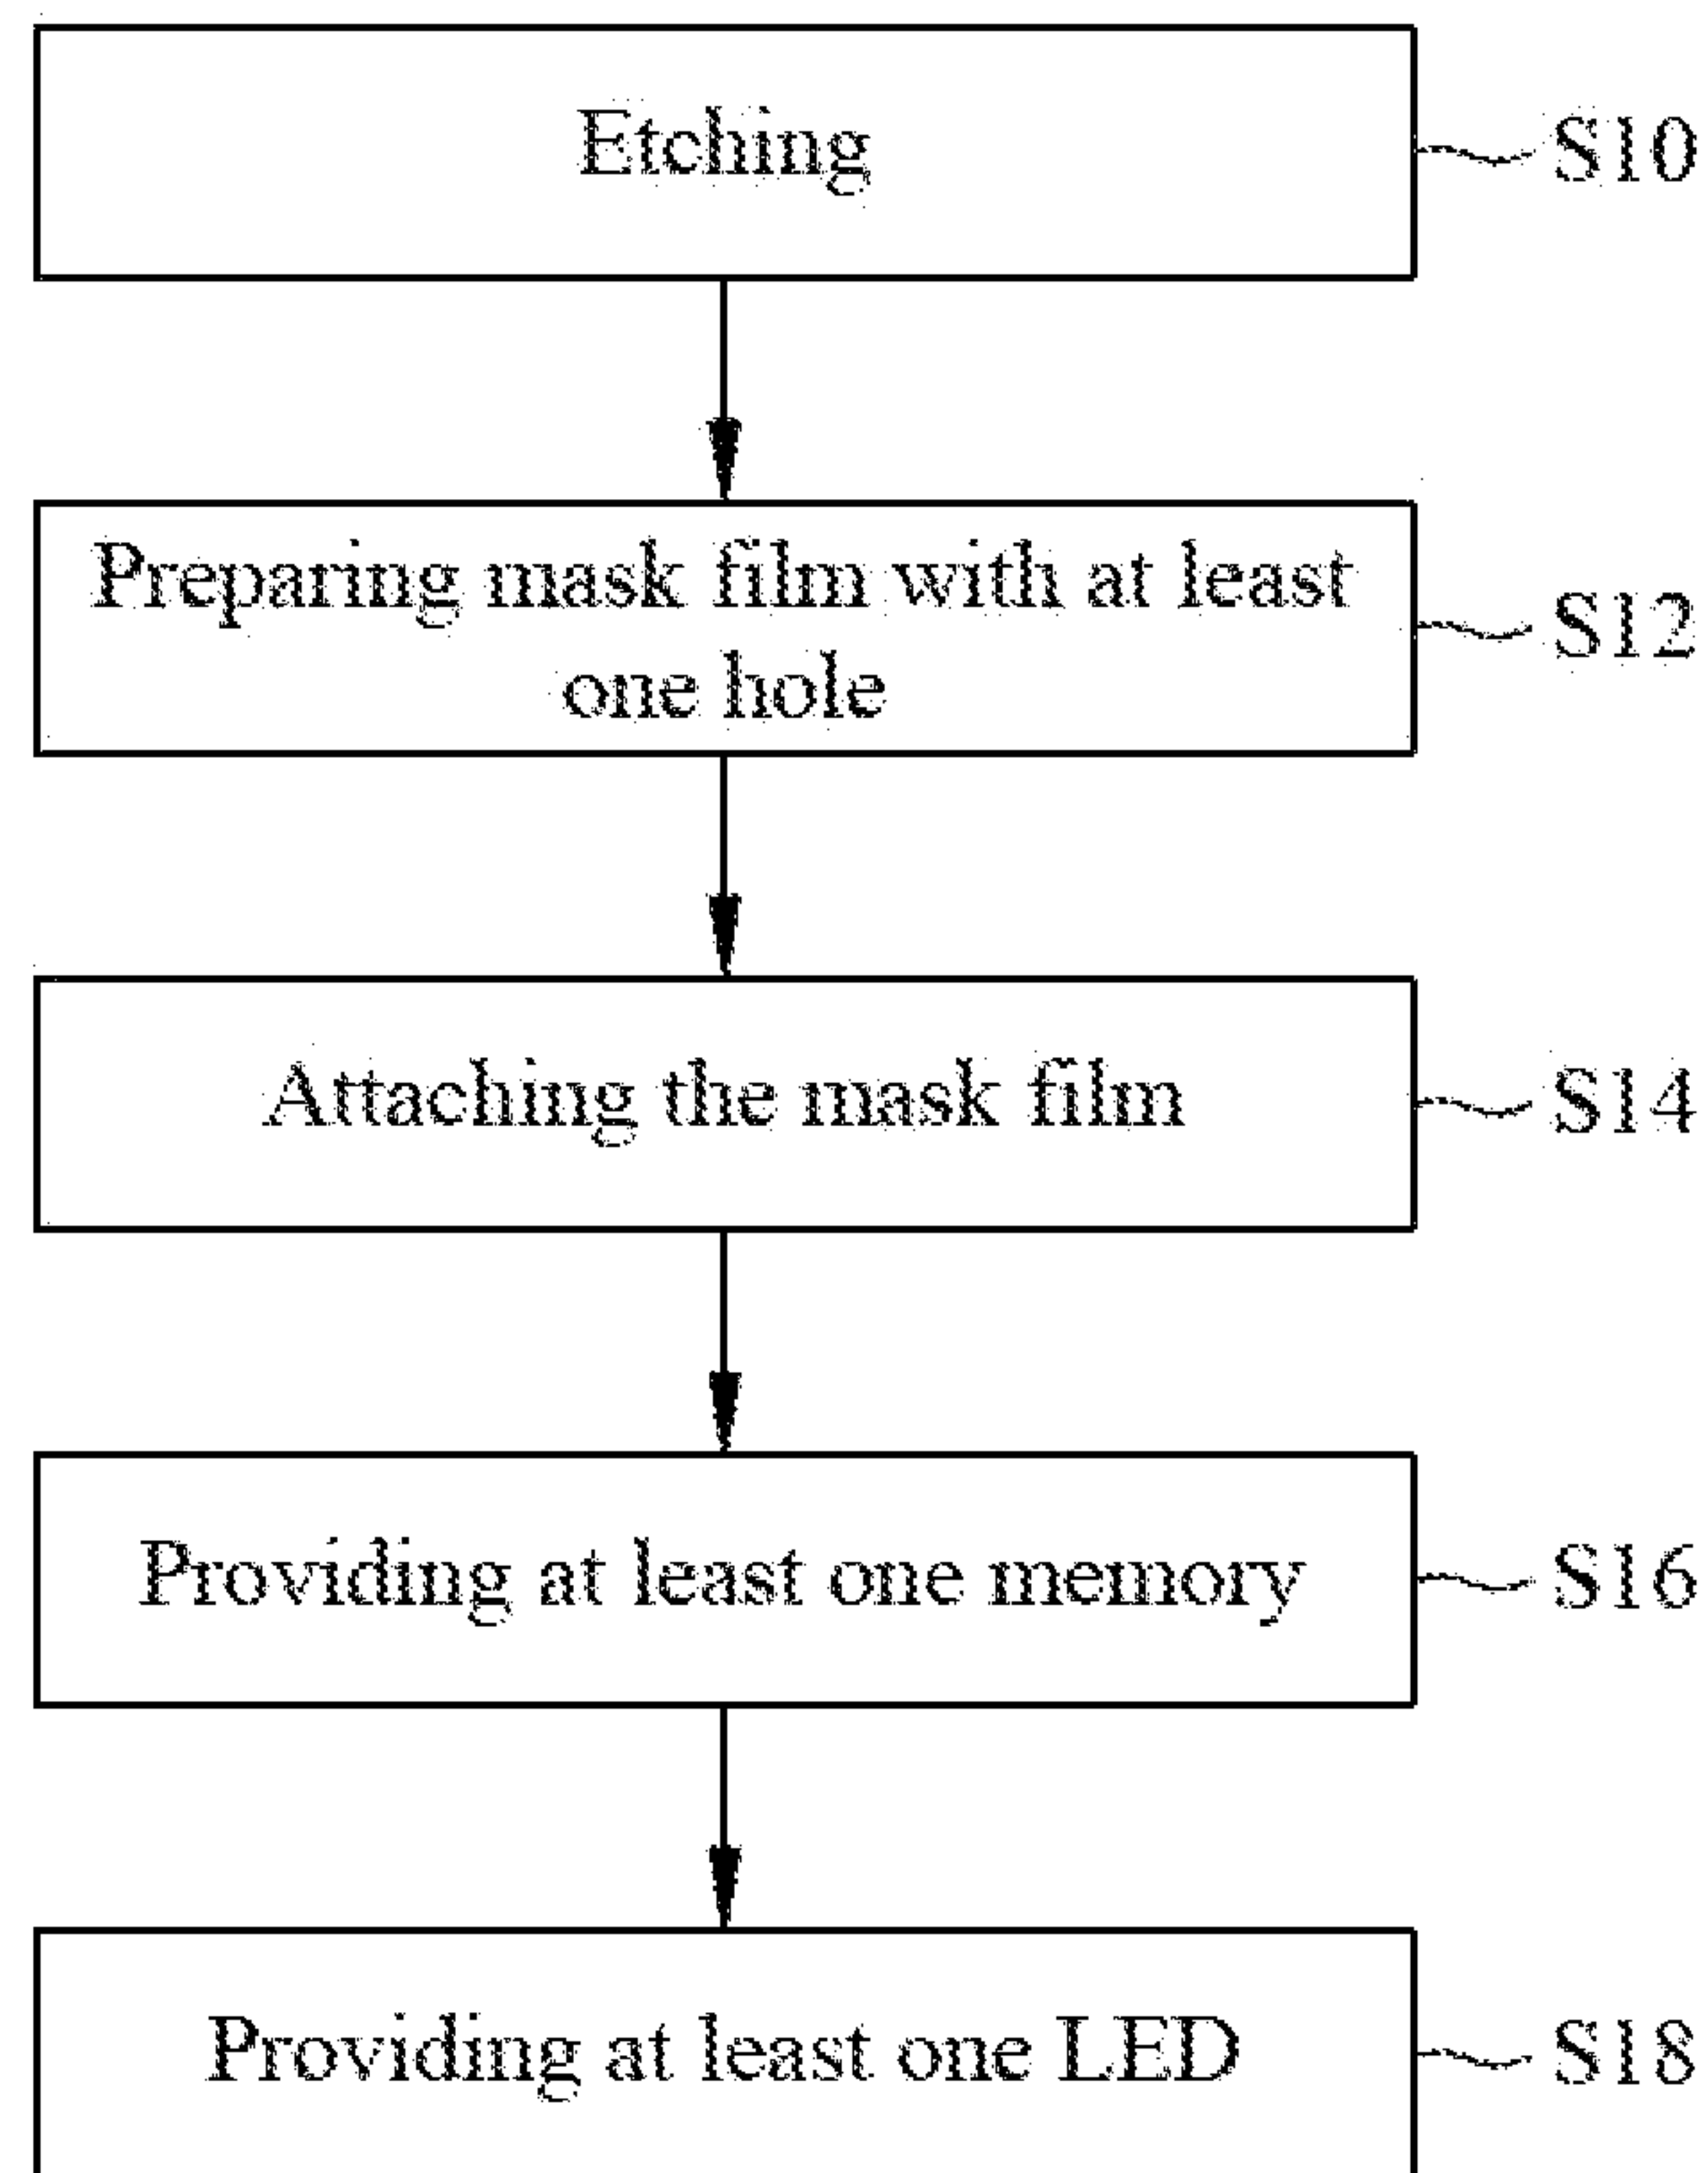 Etching
S10
Preparing mask film with at least
one hole
S12
Attaching the mask film
S14
Providing at least one memory
S16
Providing at least one LED
S18